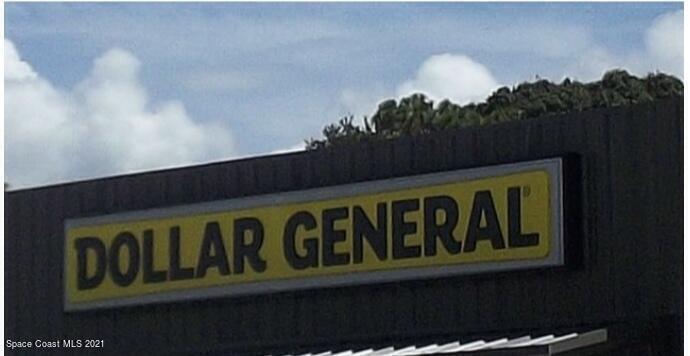 DOLLAR GENERAL®
Space Coast MLS 2021